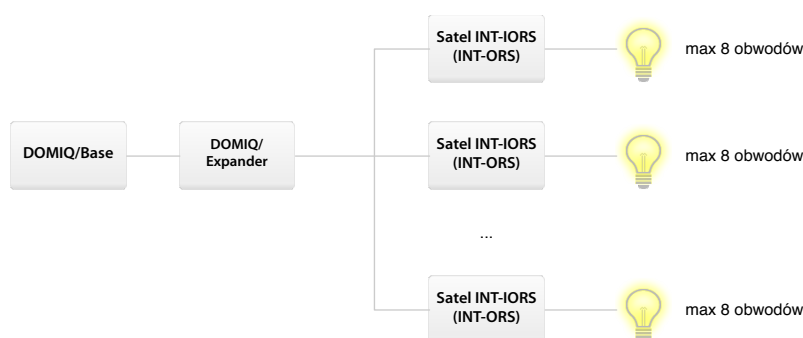 Satel INT-IORS
(INT-ORS)
max 8 obwodów
DOMIQ/Base
DOMIQ/
Expander
Satel INT-IORS
(INT-ORS)
max 8 obwodów
...
Satel INT-IORS
(INT-ORS)
max 8 obwodów